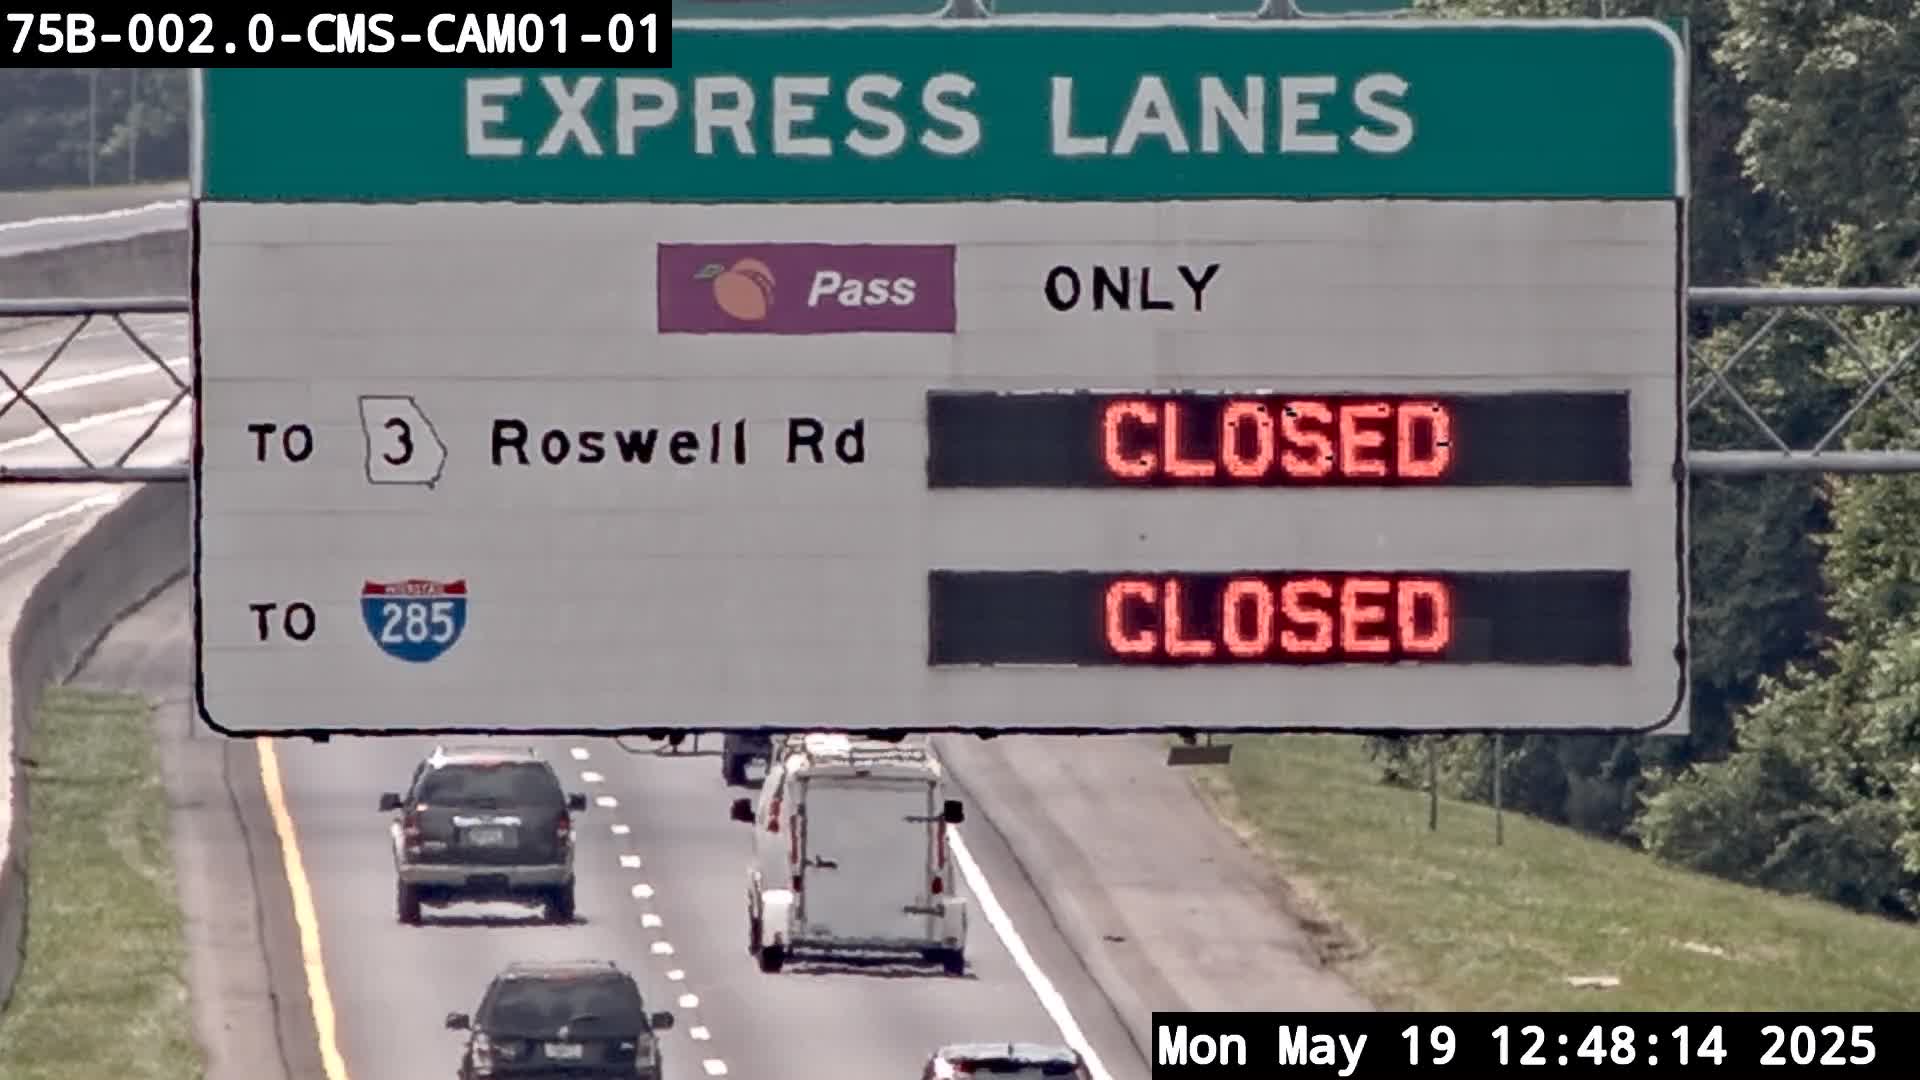 75B-002.0-CMS-CAM01-01
EXPRESS LANES
Pass ONLY
TO 3 Roswell Rd CLOSED
INTERSTATE
TO 285 CLOSED
Mon May 19 12:48:14 2025